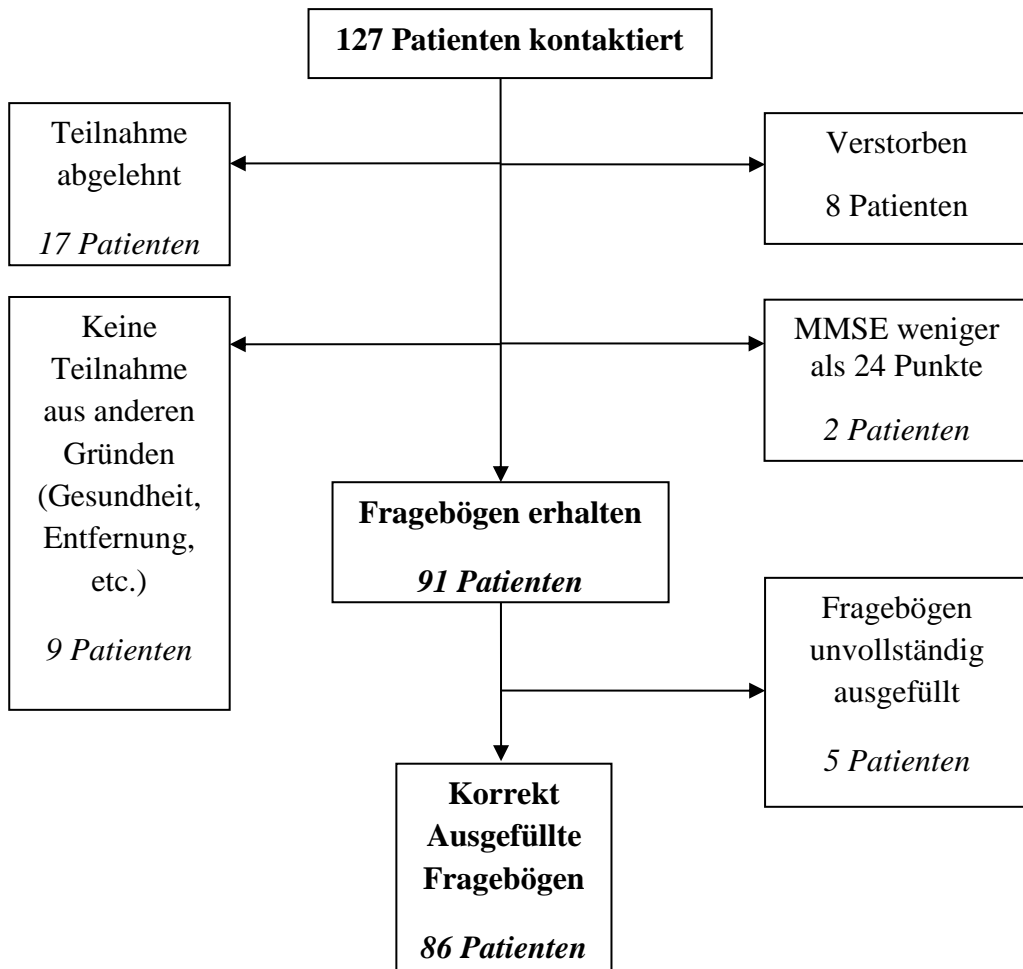 127 Patienten kontaktiert
Teilnahme
abgelehnt
17 Patienten
Verstorben
8 Patienten
Keine
Teilnahme
aus anderen
Gründen
(Gesundheit,
Entfernung,
etc.)
9 Patienten
MMSE weniger
als 24 Punkte
2 Patienten
Fragebögen erhalten
91 Patienten
Fragebögen
unvollständig
ausgefüllt
5 Patienten
Korrekt
Ausgefüllte
Fragebögen
86 Patienten